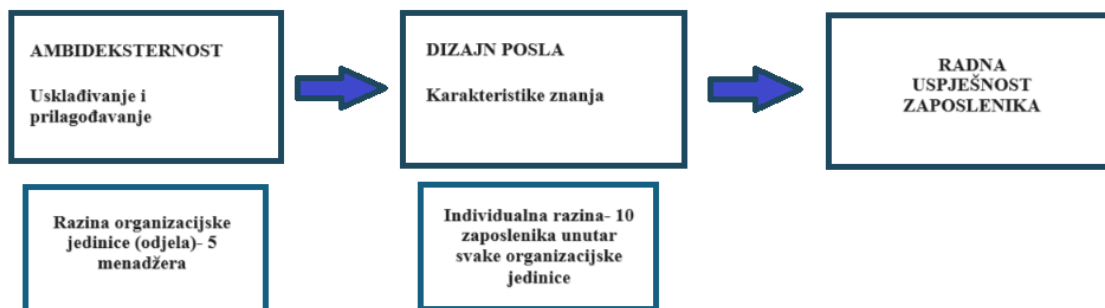 AMBIDEKSTERNOST
Usklađivanje i
prilagođavanje
DIZAJN POSLA
Karakteristike znanja
RADNA
USPJEŠNOST
ZAPOSLENIKA
Razina organizacijske
jedinice (odjela)- 5
menadžera
Individualna razina- 10
zaposlenika unutar
svake organizacijske
jedinice